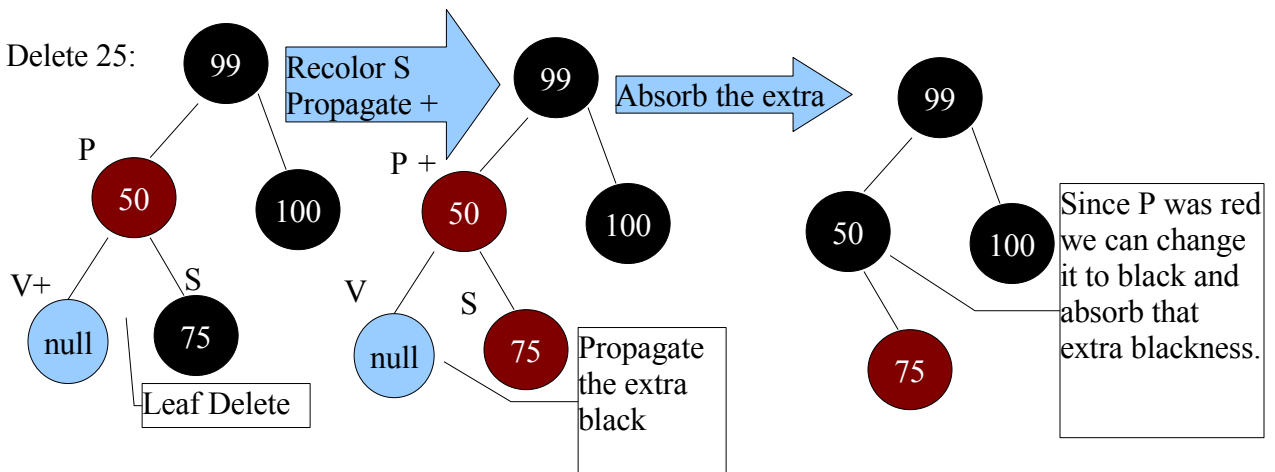 Delete 25:
99
P
50
100
V+
S
null
75
Leaf Delete
Recolor S
Propagate +
99
P +
50
100
V
S
null
75
Propagate
the extra
black
Absorb the extra
99
50
100
75
Since P was red
we can change
it to black and
absorb that
extra blackness.